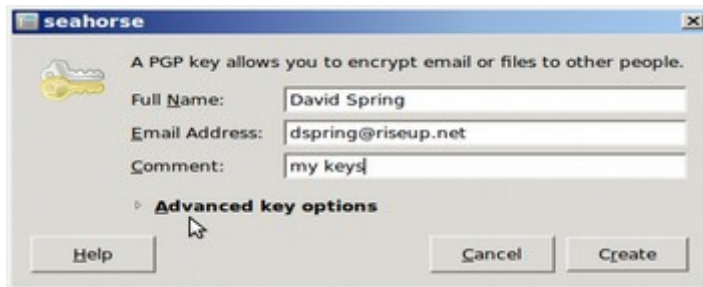 seahorse
A PGP key allows you to encrypt email or files to other people.
Full Name: David Spring
Email Address: dspring@riseup.net
Comment: my keys
Advanced key options
Help Cancel Create